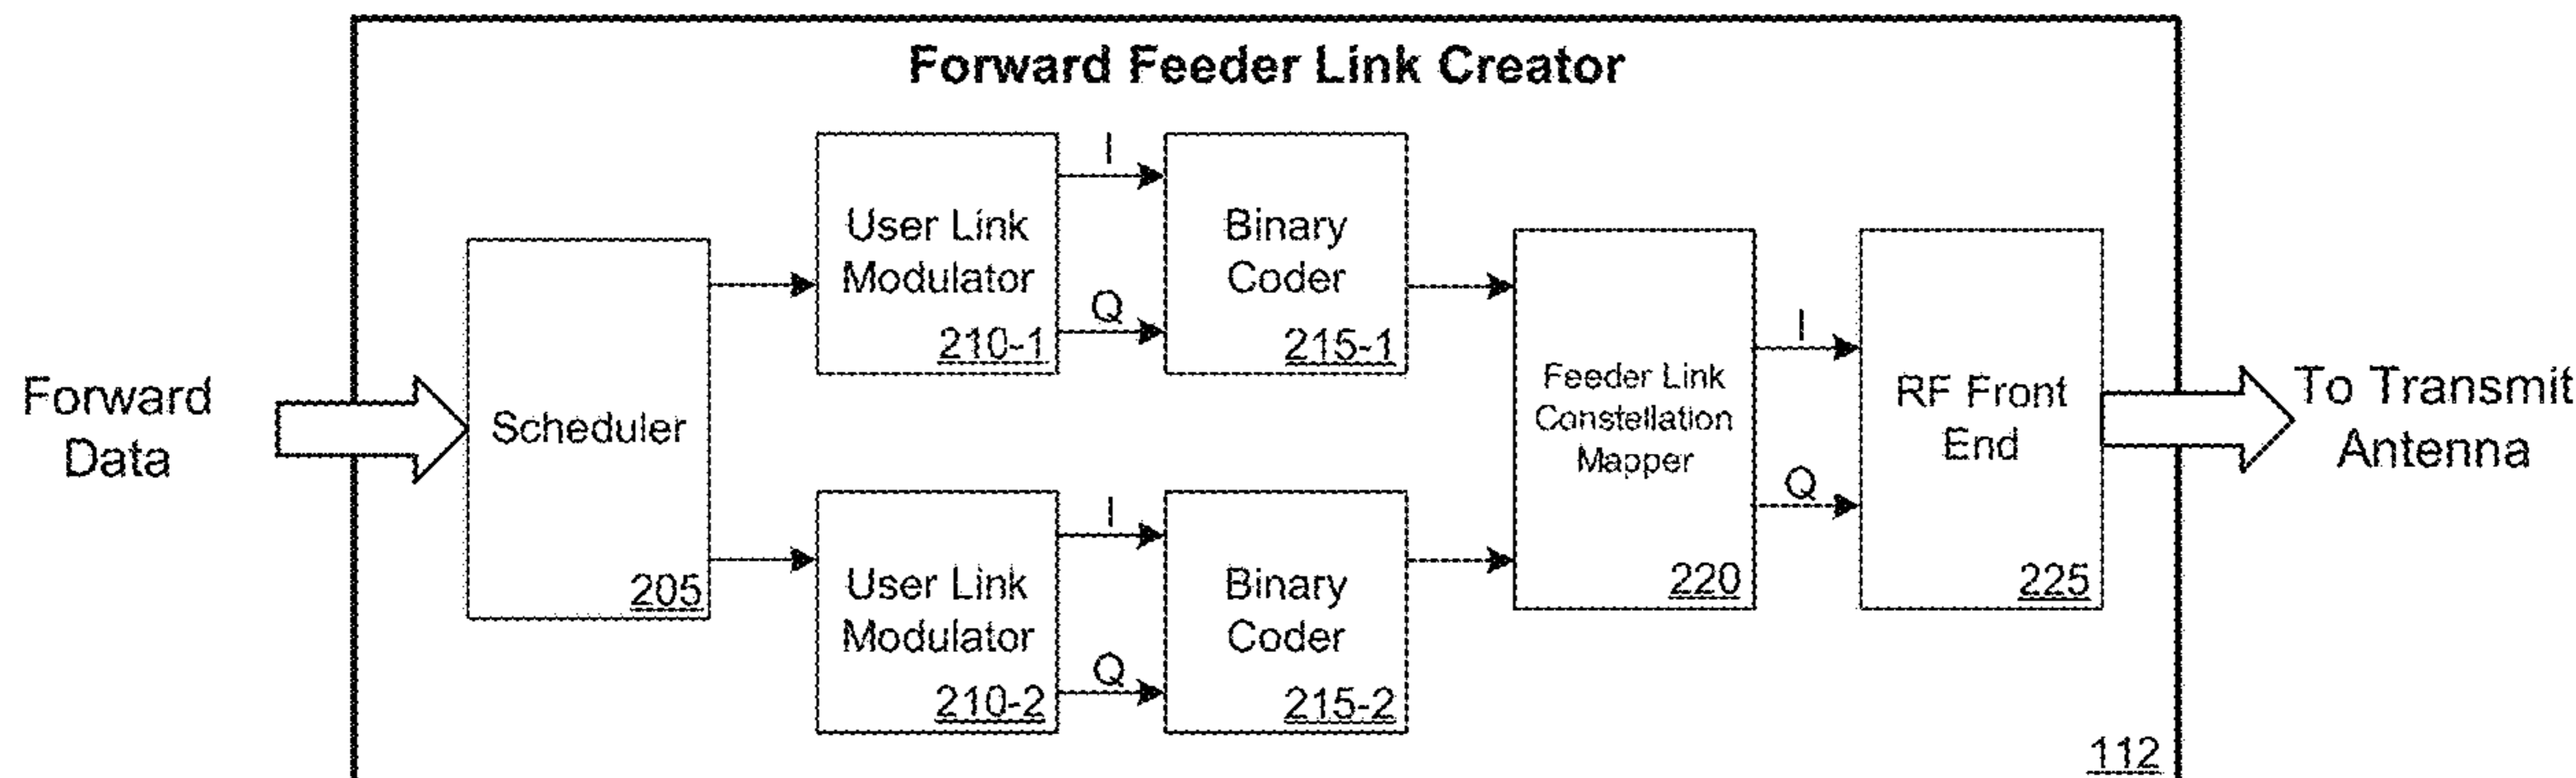 Forward Feeder Link Creator
Forward
Data
Scheduler
205
User Link
Modulator
210-1
I
Q
Binary
Coder
215-1
User Link
Modulator
210-2
I
Q
Binary
Coder
215-2
Feeder Link
Constellation
Mapper
220
I
Q
RF Front
End
225
To Transmit
Antenna
112